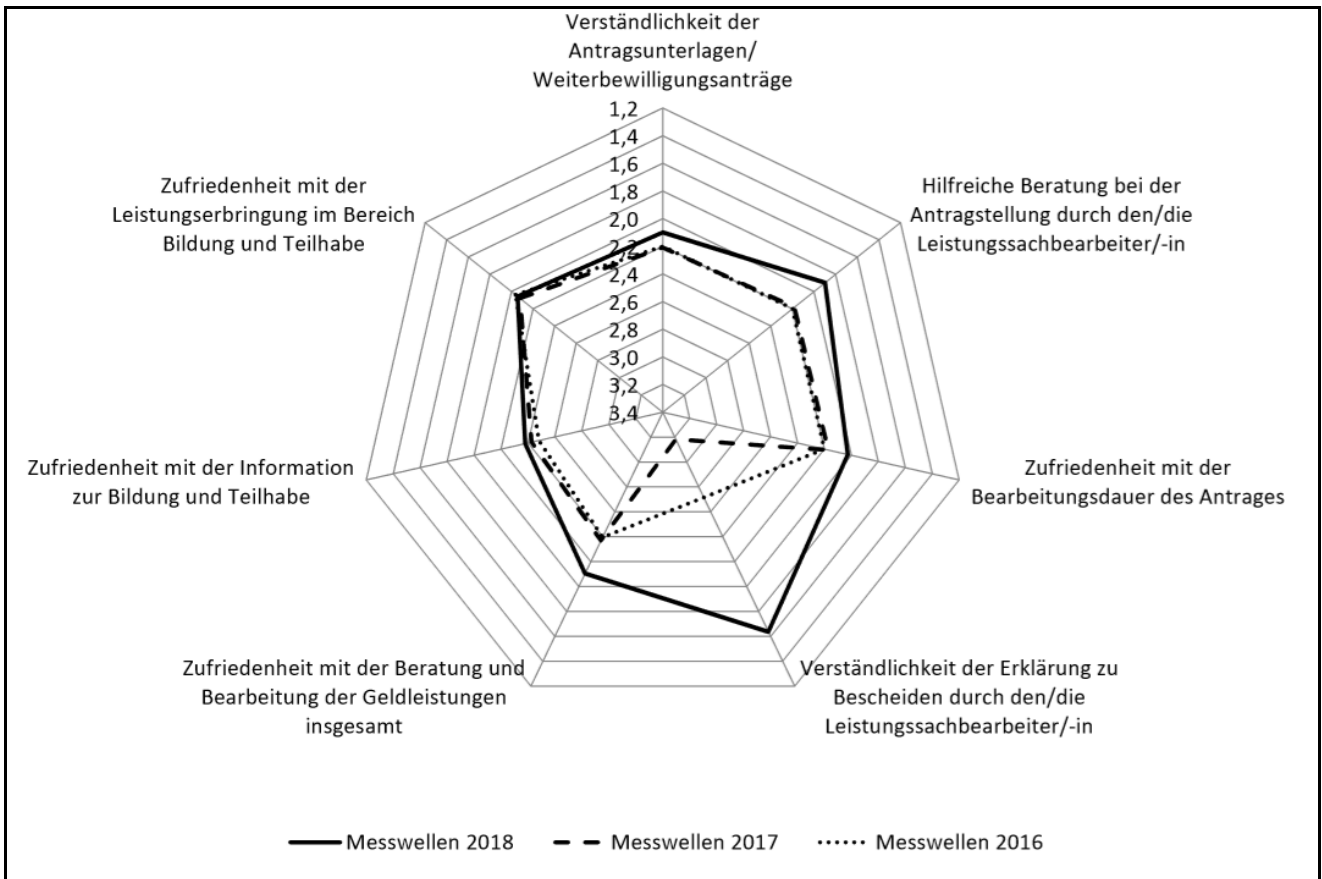 Verständlichkeit der
Antragsunterlagen/
Weiterbewilligungsanträge
1,2
1,4
1,6
1,8
2,0
2,2
2,4
2,6
2,8
3,0
3,2
3,4
Hilfreiche Beratung bei der
Antragstellung durch den/die
Leistungssachbearbeiter/-in
Zufriedenheit mit der
Bearbeitungsdauer des Antrages
Verständlichkeit der Erklärung zu
Bescheiden durch den/die
Leistungssachbearbeiter/-in
Zufriedenheit mit der Beratung und
Bearbeitung der Geldleistungen
insgesamt
Zufriedenheit mit der Information
zur Bildung und Teilhabe
Zufriedenheit mit der
Leistungserbringung im Bereich
Bildung und Teilhabe
Messwellen 2018
Messwellen 2017
Messwellen 2016